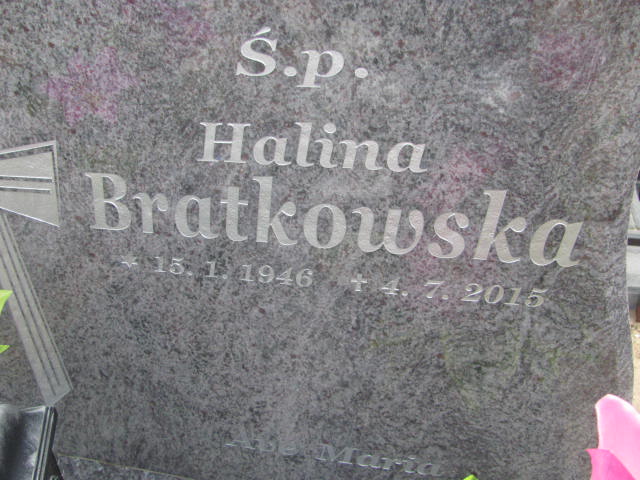 Ś.p.
Halina
Bratkowska
* 15. 1. 1946 + 4. 7. 2015
Ave Maria